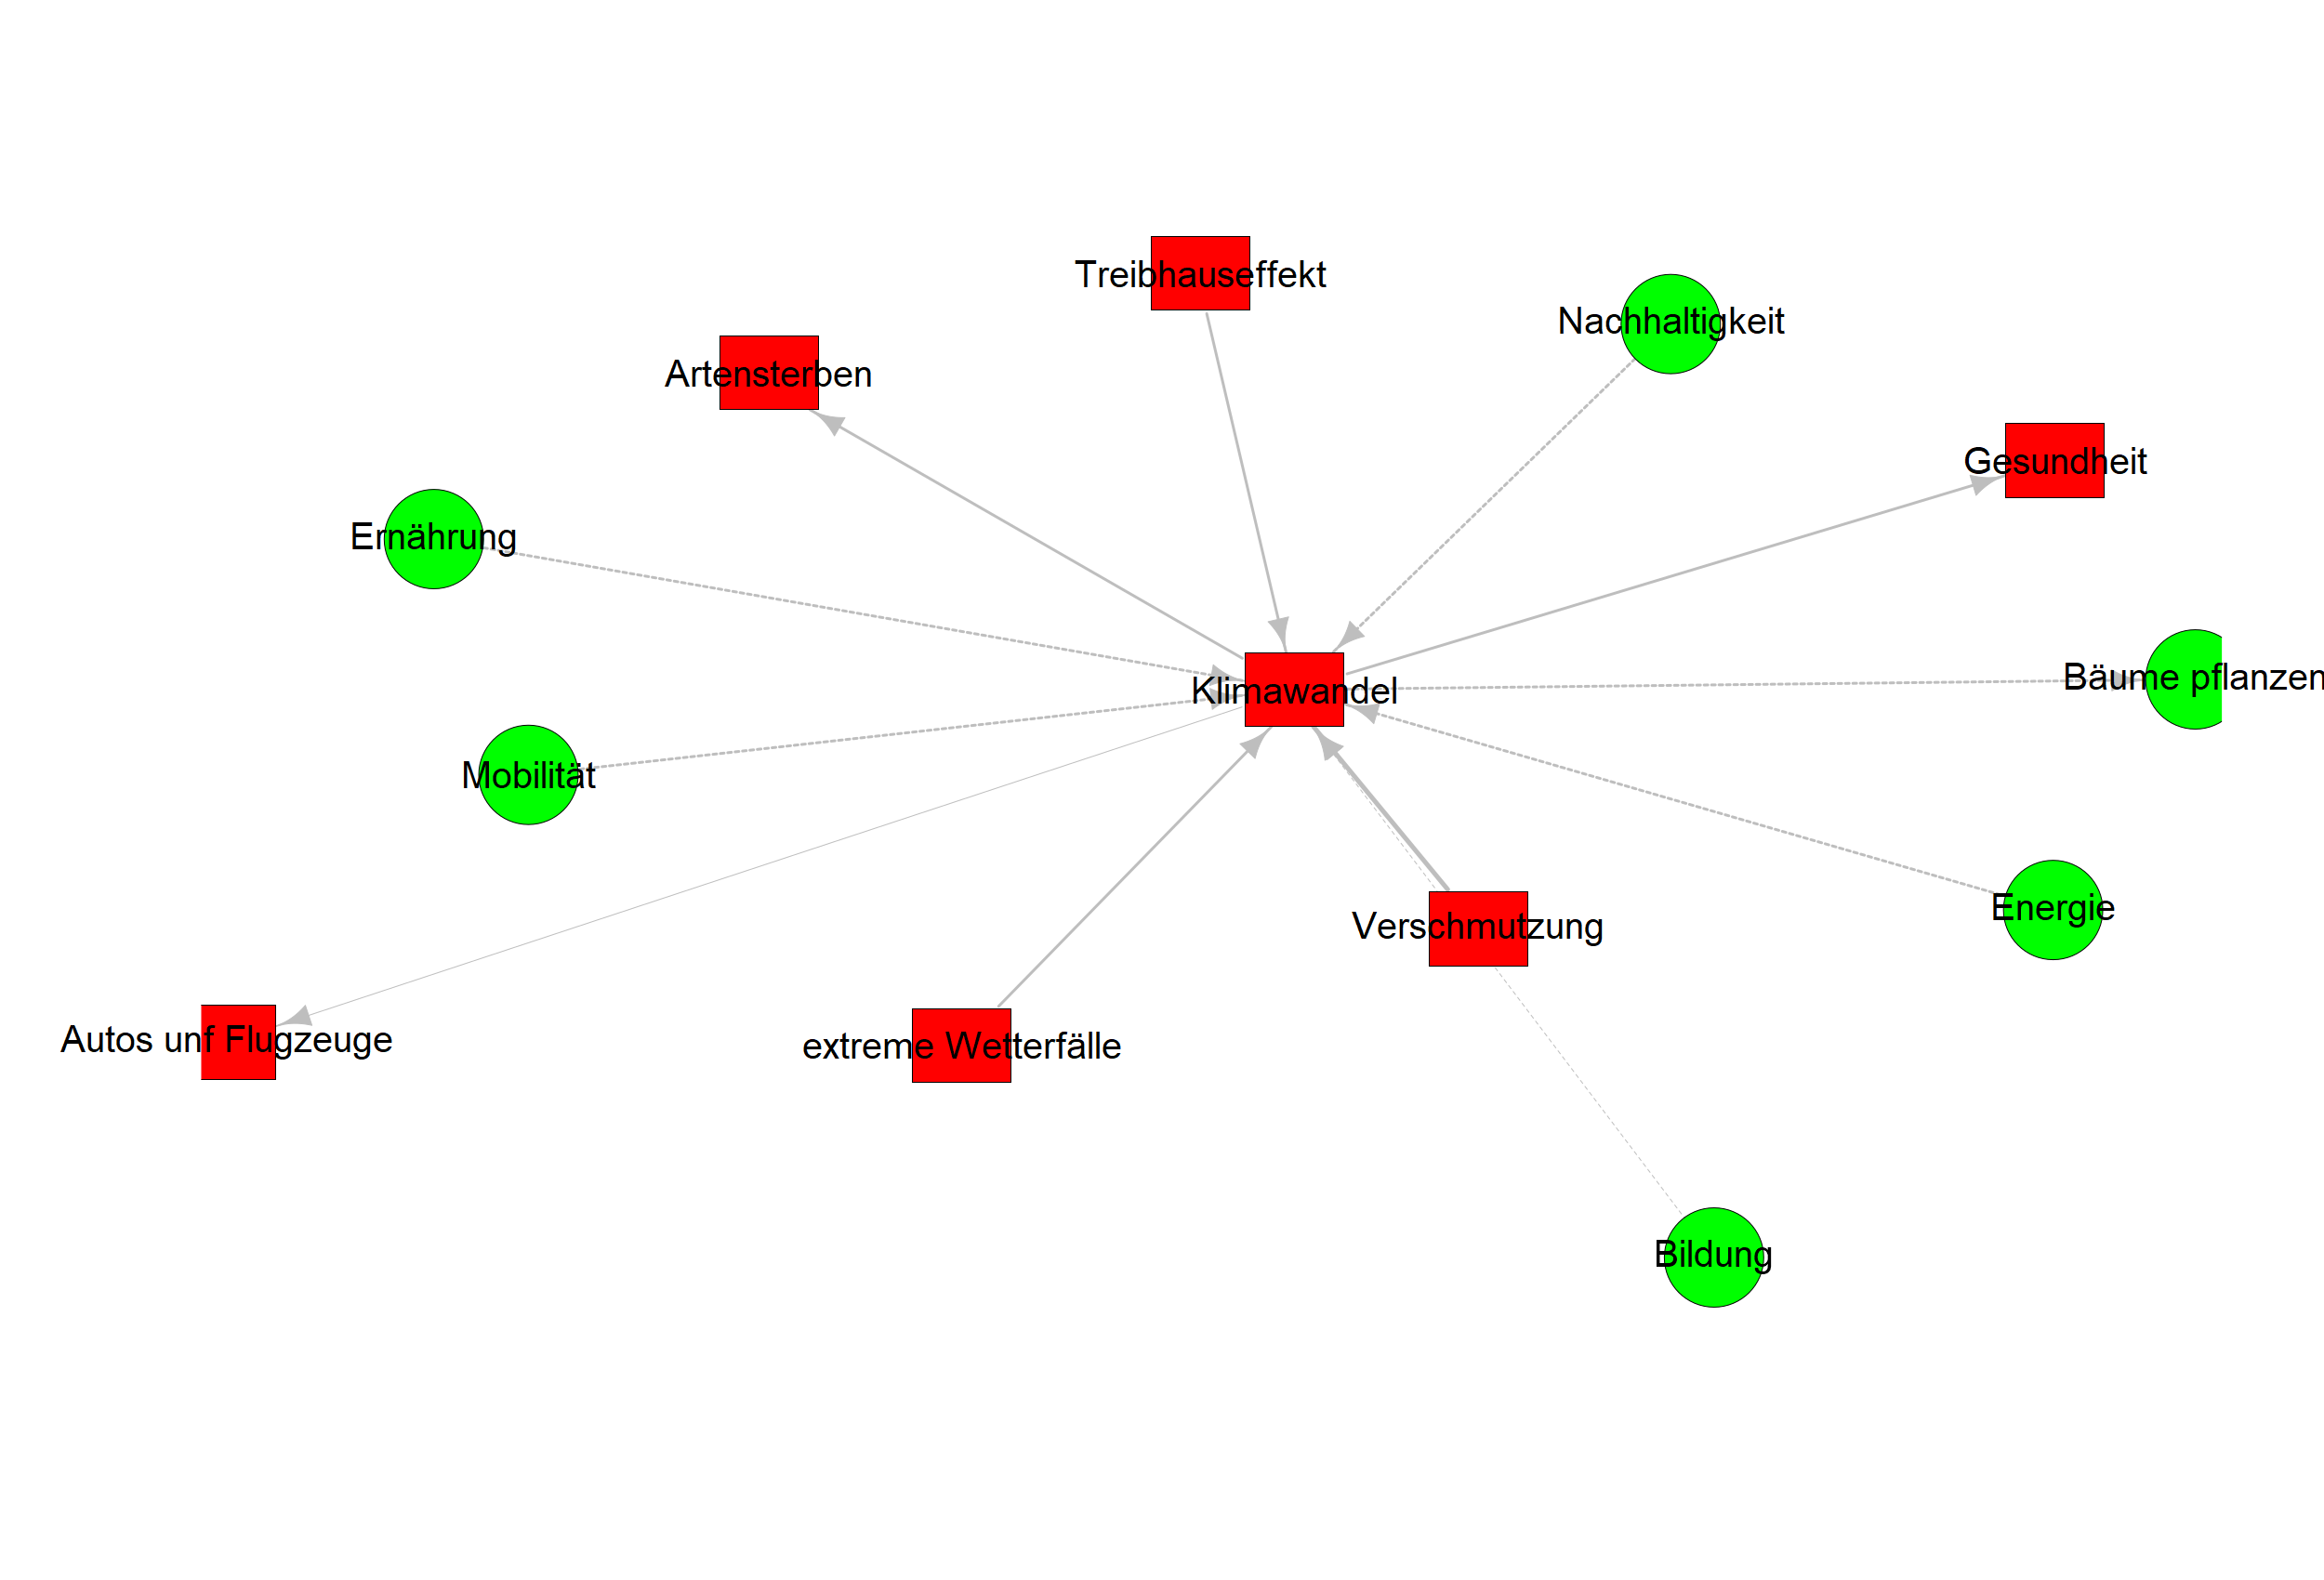 Treibhauseffekt
Nachhaltigkeit
Artensterben
Gesundheit
Ernährung
Bäume pflanzen
Klimawandel
Mobilität
Energie
Verschmutzung
Autos unf Flugzeuge
extreme Wetterfälle
Bildung